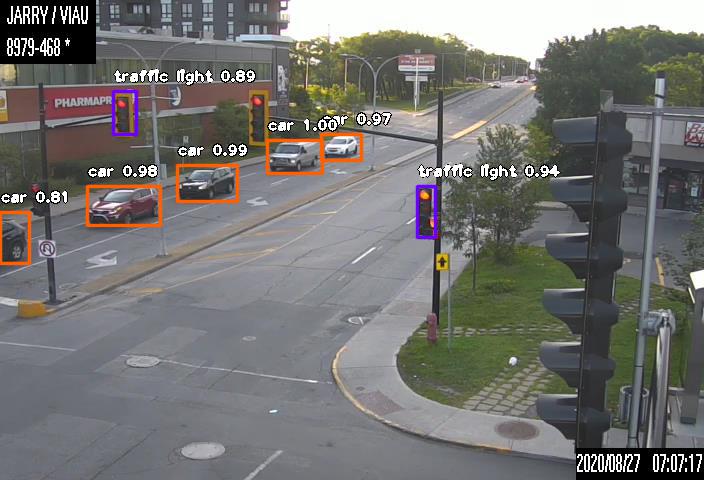 JARRY / VIAU
8979-468 *
traffic light 0.89
PHARMAPR
car 1.00
car 0.97
car 0.99
car 0.98
traffic light 0.94
car 0.81
2020/08/27 07:07:17